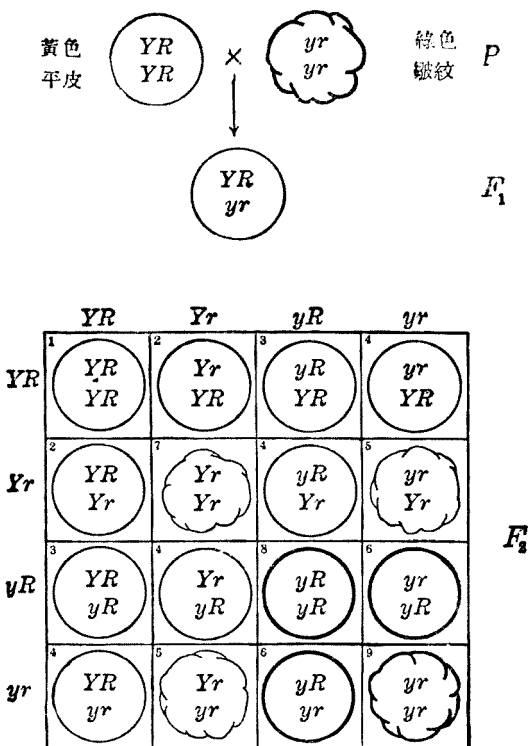 黃色 YR × yr 綠色 P
平皮 YR yr 皺紋
YR F₁
yr
YR Yr yR yr
1 2 3 4
YR YR Yr yR yr
YR YR YR YR
2 7 4 5
Yr YR Yr yR yr
Yr Yr Yr Yr
F₂
3 4 8 6
yR YR Yr yR yr
yR yR yR yR
4 5 6 9
yr YR Yr yR yr
yr yr yr yr